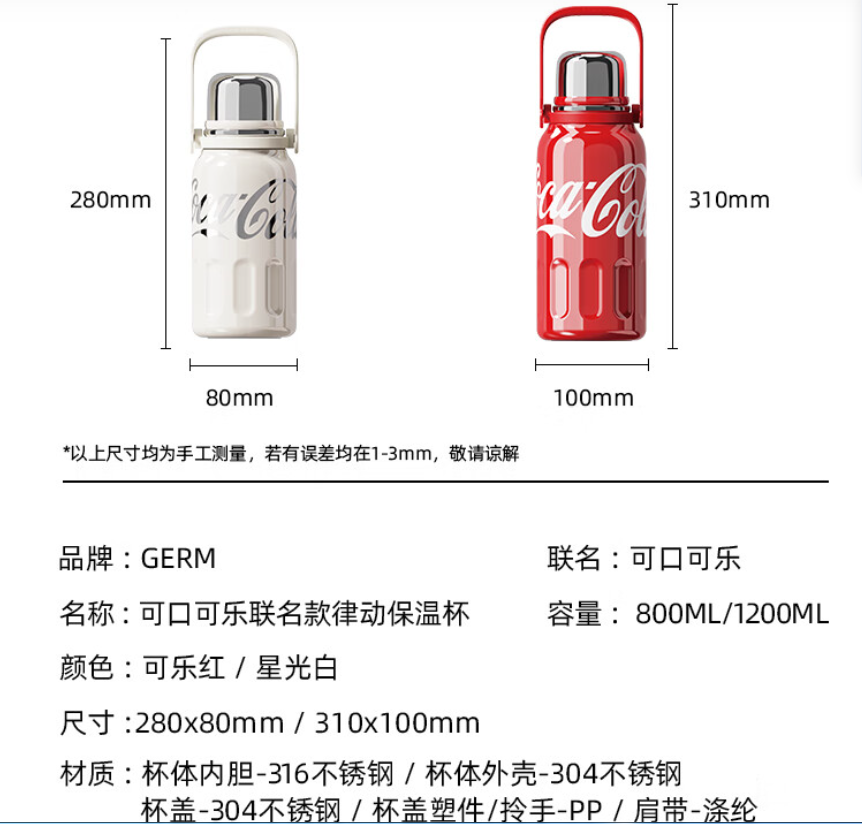 280mm
310mm
Coca-Cola
Coca-Cola
80mm
100mm
*以上尺寸均为手工测量，若有误差均在1-3mm，敬请谅解
品牌：GERM
联名：可口可乐
名称：可口可乐联名款律动保温杯
容量：800ML/1200ML
颜色：可乐红 / 星光白
尺寸：280x80mm / 310x100mm
材质：杯体内胆-316不锈钢 / 杯体外壳-304不锈钢
杯盖-304不锈钢 / 杯盖塑件/拎手-PP / 肩带-涤纶